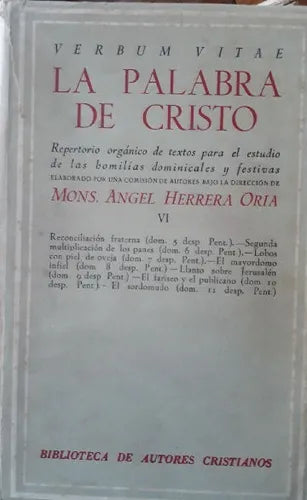 VERBUM VITAE
LA PALABRA
DE CRISTO
Repertorio orgánico de textos para el estudio
de las homilías dominicales y festivas
ELABORADO POR UNA COMISIÓN DE AUTORES BAJO LA DIRECCIÓN DE
MONS. ANGEL HERRERA ORIA
VI
Reconciliación fraterna (dom. 5 desp. Pent.).—Segunda
multiplicación de los panes (dom. 6 desp. Pent.).—Lobos
con piel de oveja (dom. 7 desp. Pent.).—El mayordomo
infiel (dom. 8 desp. Pent.).—Llanto sobre Jerusalén
(dom. 9 desp. Pent.)—El fariseo y el publicano (dom. 10
desp. Pent.)- El sordomudo (dom. 11 desp. Pent.)
BIBLIOTECA DE AUTORES CRISTIANOS